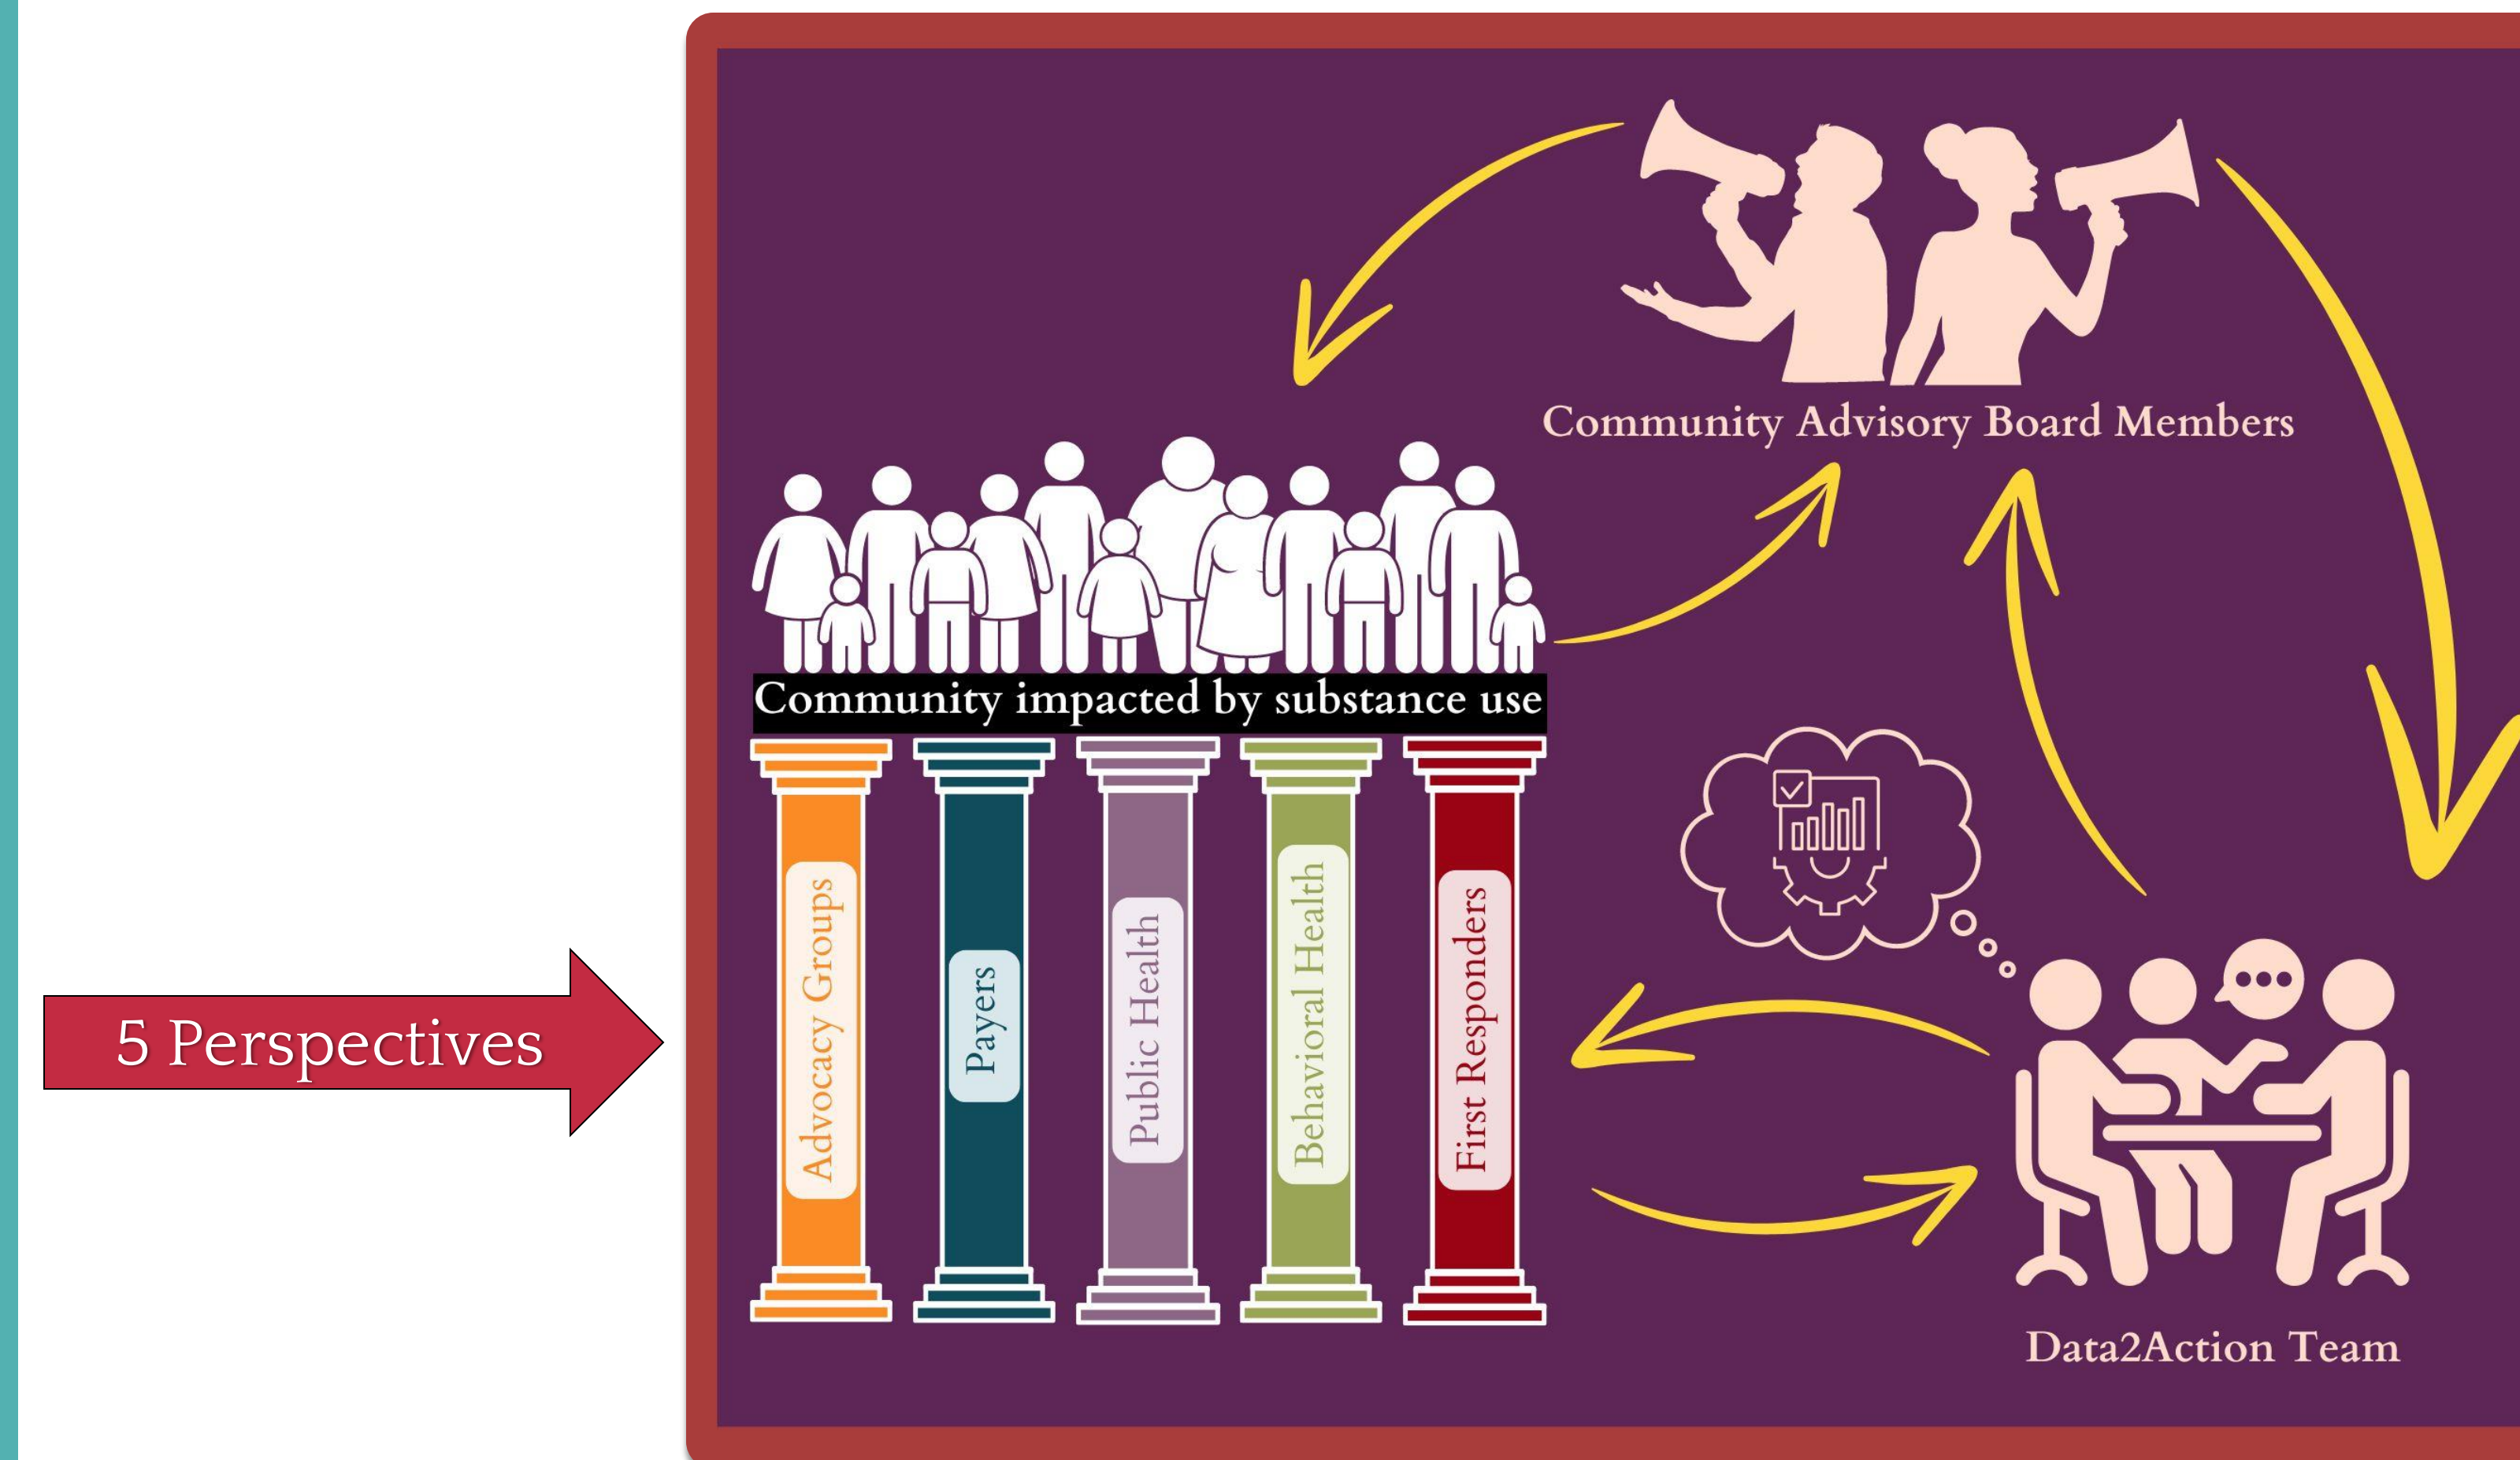 Community Advisory Board Members
Community impacted by substance use
5 Perspectives
Advocacy Groups
Payers
Public Health
Behavioral Health
First Responders
Data2Action Team